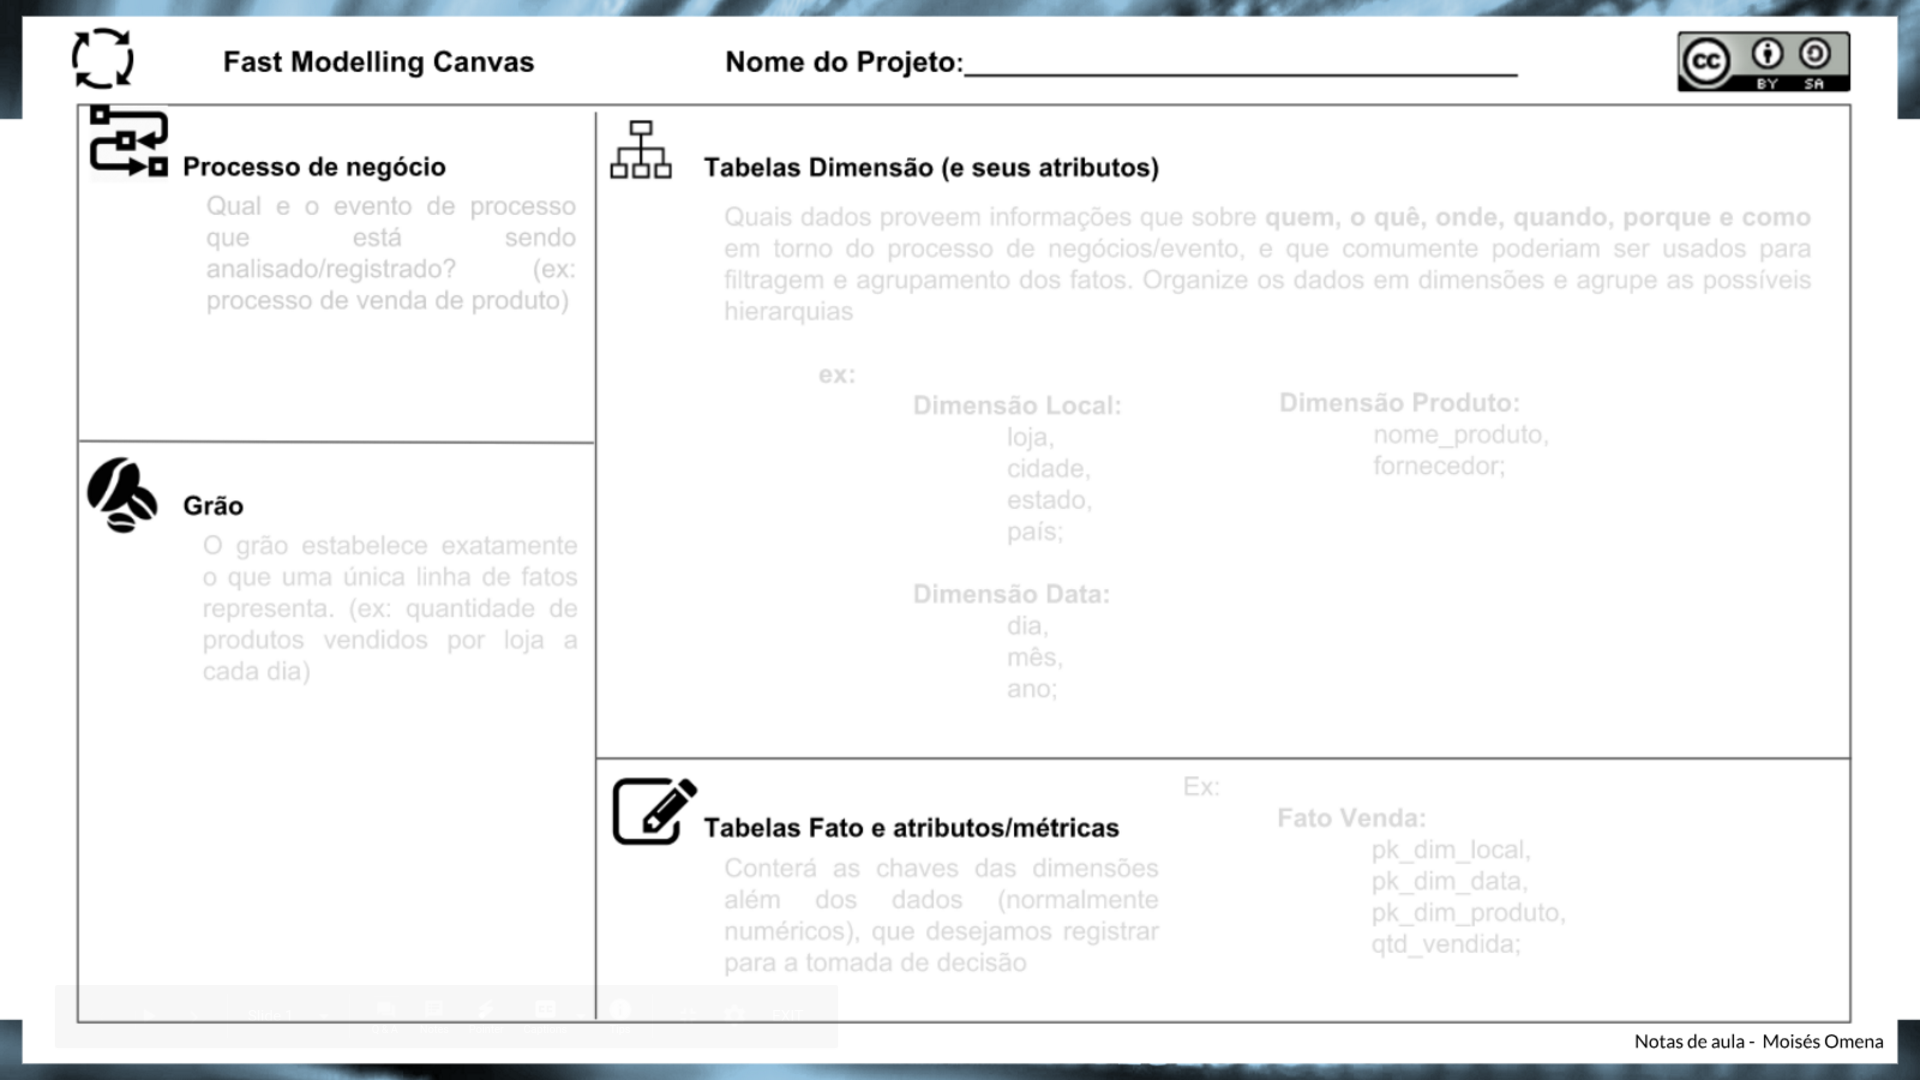 Fast Modelling Canvas
Nome do Projeto:
CC BY SA
Processo de negócio
Qual e o evento de processo
que está sendo
analisado/registrado? (ex:
processo de venda de produto)
Grão
O grão estabelece exatamente
o que uma única linha de fatos
representa. (ex: quantidade de
produtos vendidos por loja a
cada dia)
Tabelas Dimensão (e seus atributos)
Quais dados proveem informações que sobre quem, o quê, onde, quando, porque e como
em torno do processo de negócios/evento, e que comumente poderiam ser usados para
filtragem e agrupamento dos fatos. Organize os dados em dimensões e agrupe as possíveis
hierarquias
ex:
Dimensão Local:
loja,
cidade,
estado,
país;
Dimensão Data:
dia,
mês,
ano;
Dimensão Produto:
nome_produto,
fornecedor;
Tabelas Fato e atributos/métricas
Conterá as chaves das dimensões
além dos dados (normalmente
numéricos), que desejamos registrar
para a tomada de decisão
Ex:
Fato Venda:
pk_dim_local,
pk_dim_data,
pk_dim_produto,
qtd_vendida;
Notas de aula - Moisés Omena